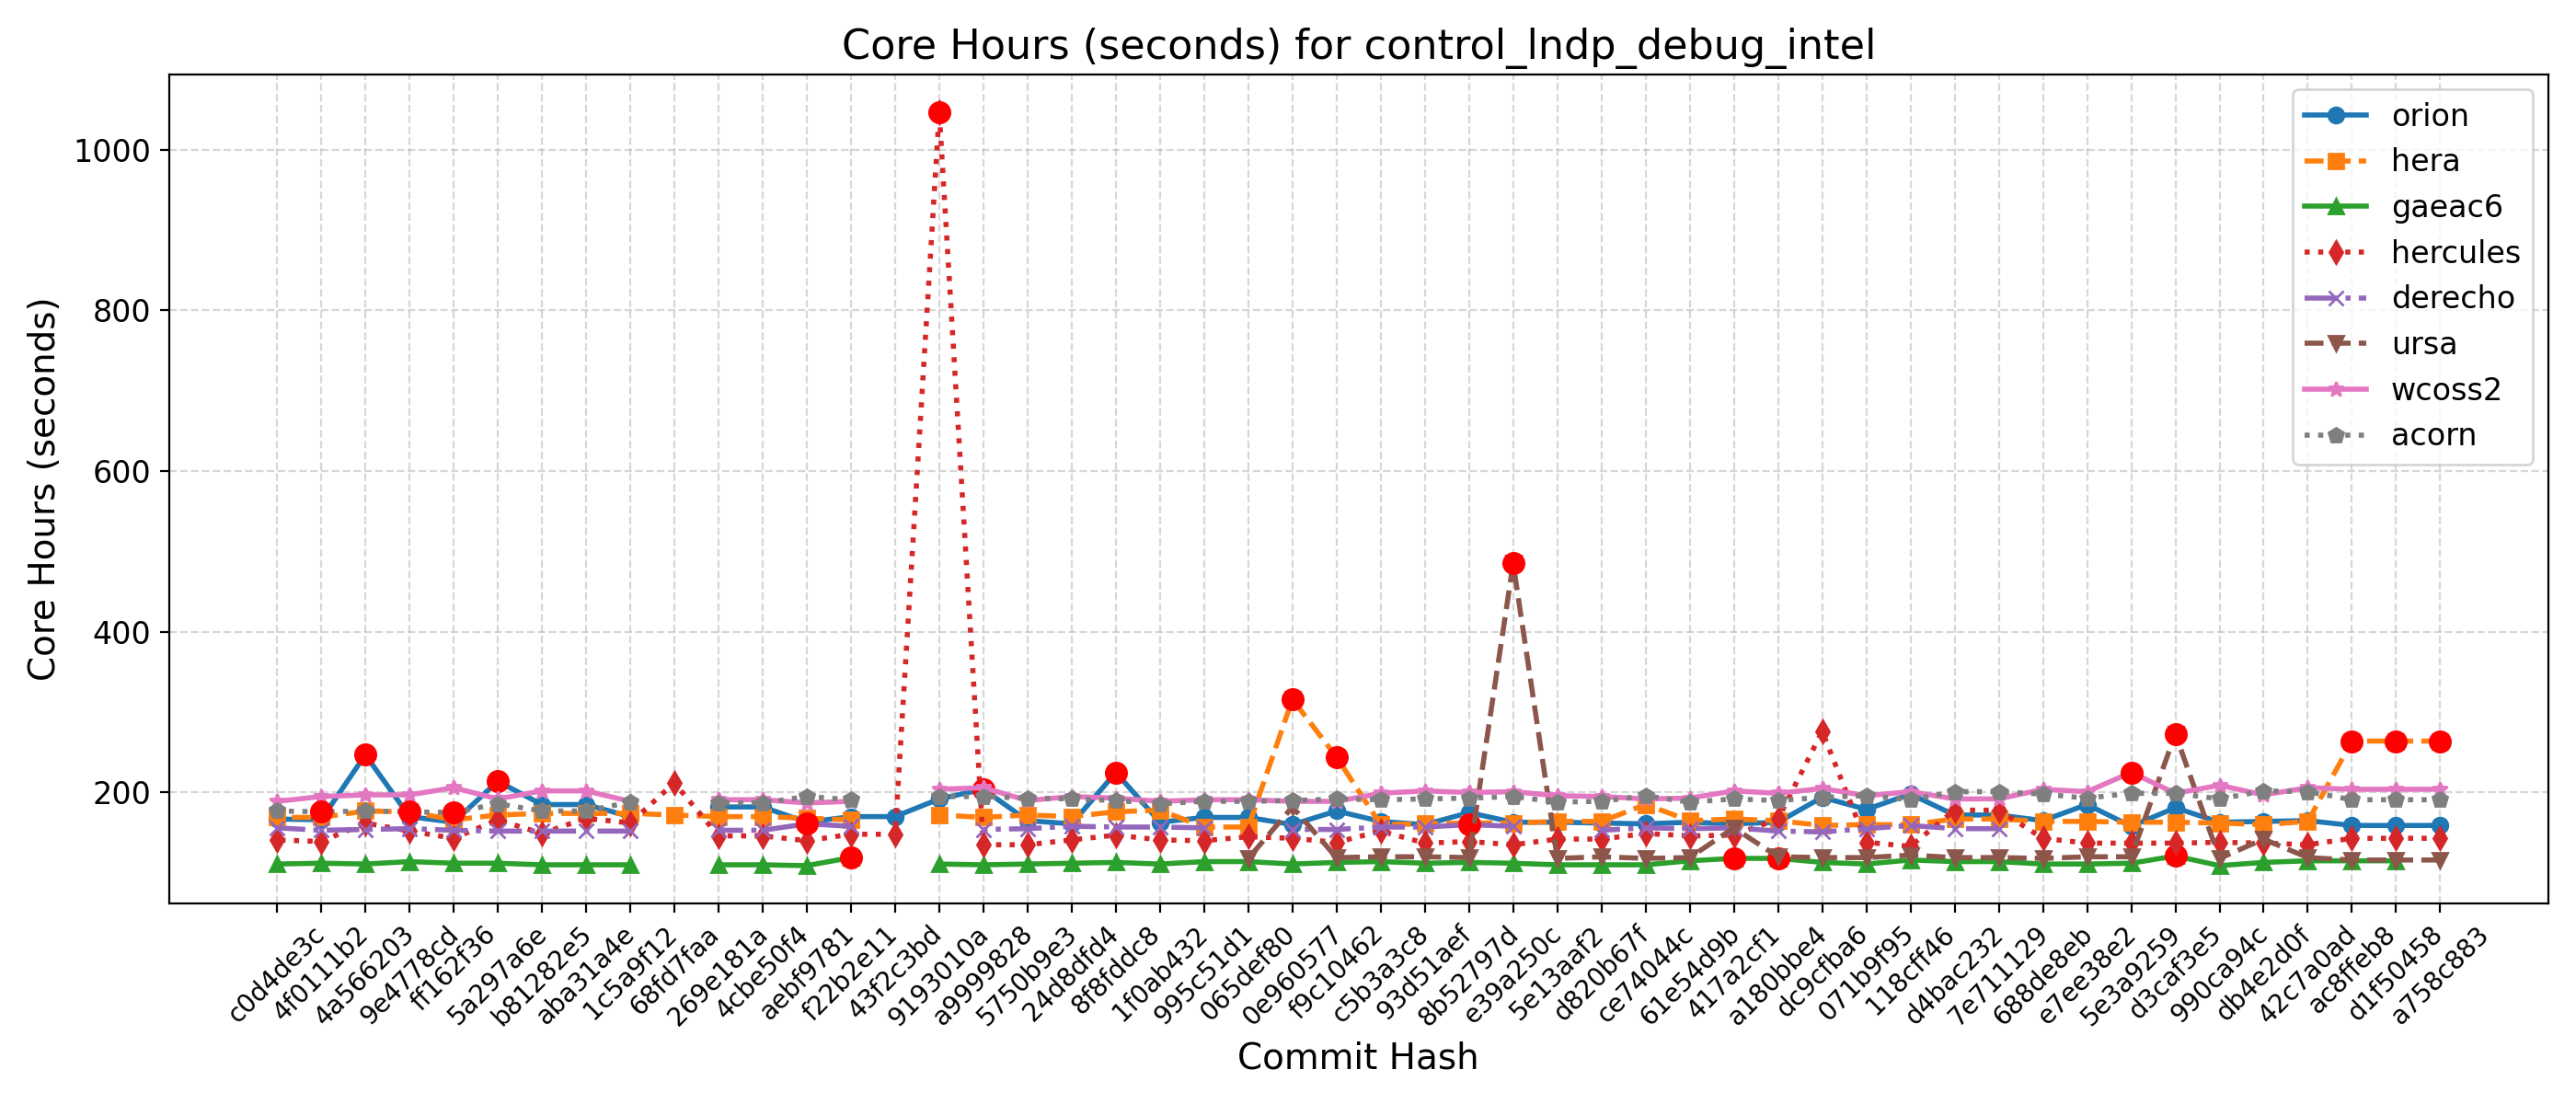 Core Hours (seconds) for control_lndp_debug_intel
Core Hours (seconds)
1000
800
600
400
200
orion
hera
gaeac6
hercules
derecho
ursa
wcoss2
acorn
c0d4de3c
4f0111b2
4a566203
9e4778cd
ff162f36
5a297a6e
b81282e5
aba31a4e
1c5a9f12
68fd7faa
269e181a
4cbe50f4
aebf9781
f22b2e11
43f2c3bd
9193010a
a9999828
5750b9e3
24d8dfd4
8f8fddc8
1f0ab432
995c51d1
065def80
0e960577
f9c10462
c5b3a3c8
93d51aef
8b52797d
e39a250c
5e13aaf2
d820b67f
ce74044c
61e54d9b
417a2cf1
a180bbe4
dc9cfba6
071b9f95
118cff46
d4bac232
7e711129
688de8eb
e7ee38e2
5e3a9259
d3caf3e5
990ca94c
db4e2d0f
42c7a0ad
ac8ffeb8
d1f50458
a758c883
Commit Hash